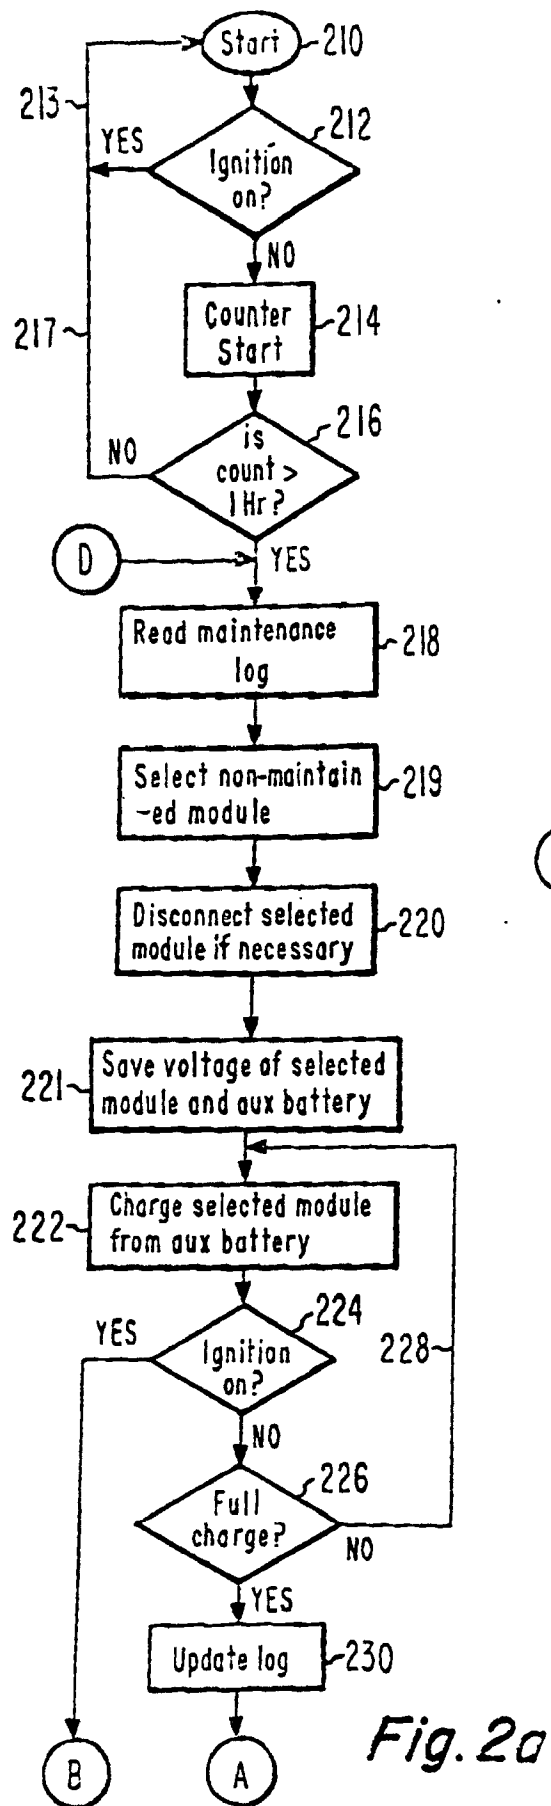 Start 210
213
212
YES
Ignition
on?
NO
217
Counter
Start
214
216
is
count >
1Hr?
NO
D
YES
Read maintenance
log
218
Select non-maintain
-ed module
219
Disconnect selected
module if necessary
220
Save voltage of selected
module and aux battery
221
Charge selected module
from aux battery
222
224
YES
Ignition
on?
228
NO
226
Full
charge?
NO
YES
Update log
230
B
A
Fig. 2a